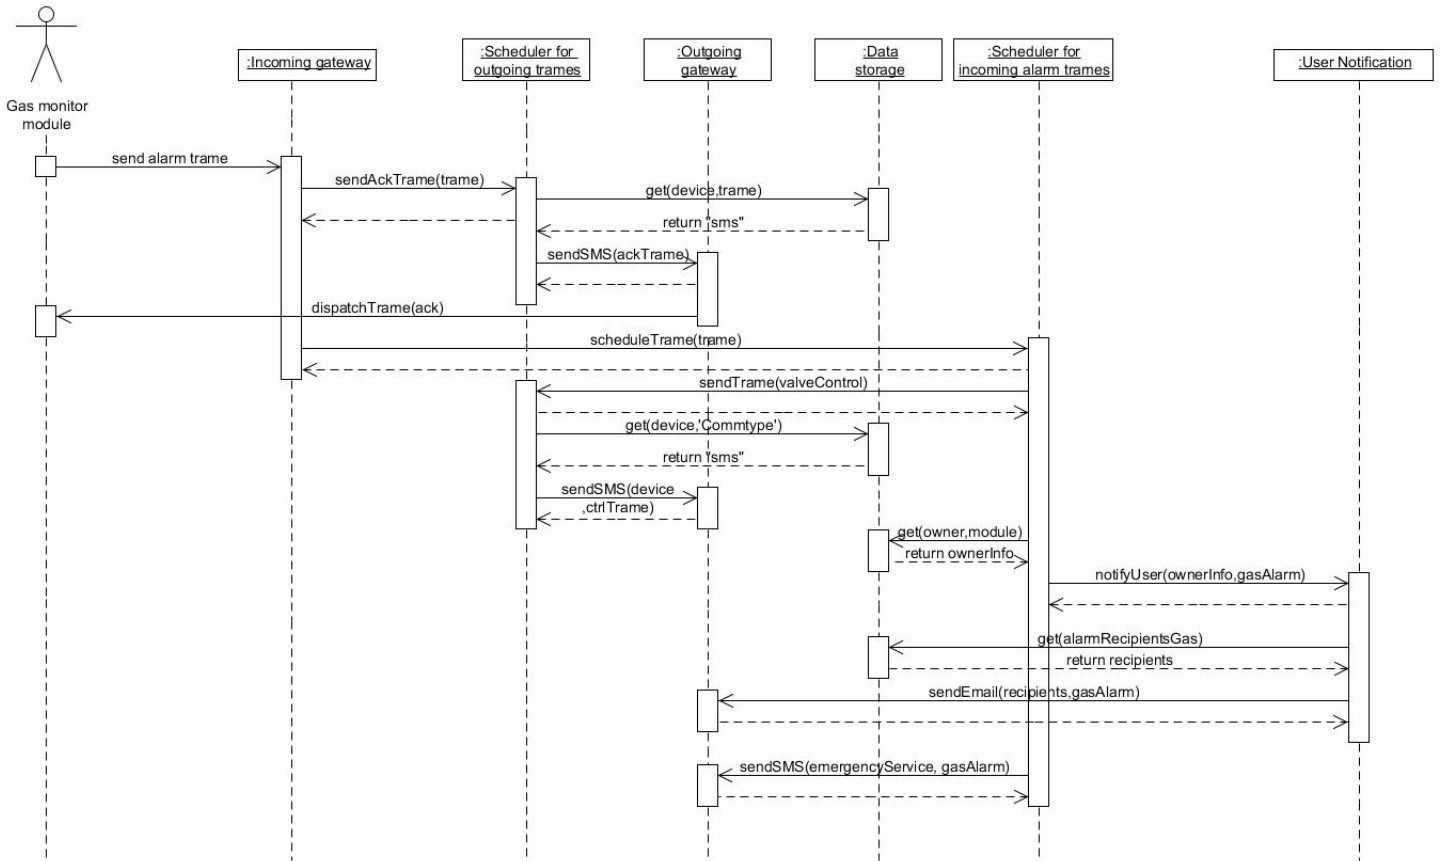 :Incoming gateway
:Scheduler for
outgoing trames
:Outgoing
gateway
:Data
storage
:Scheduler for
incoming alarm trames
:User Notification
Gas monitor
module
send alarm trame
sendAckTrame(trame)
get(device,trame)
return "sms"
sendSMS(ackTrame)
dispatchTrame(ack)
scheduleTrame(trame)
sendTrame(valveControl)
get(device,'Commtype')
return "sms"
sendSMS(device
,ctrlTrame)
get(owner,module)
return ownerInfo
notifyUser(ownerInfo,gasAlarm)
get(alarmRecipientsGas)
return recipients
sendEmail(recipients,gasAlarm)
sendSMS(emergencyService, gasAlarm)